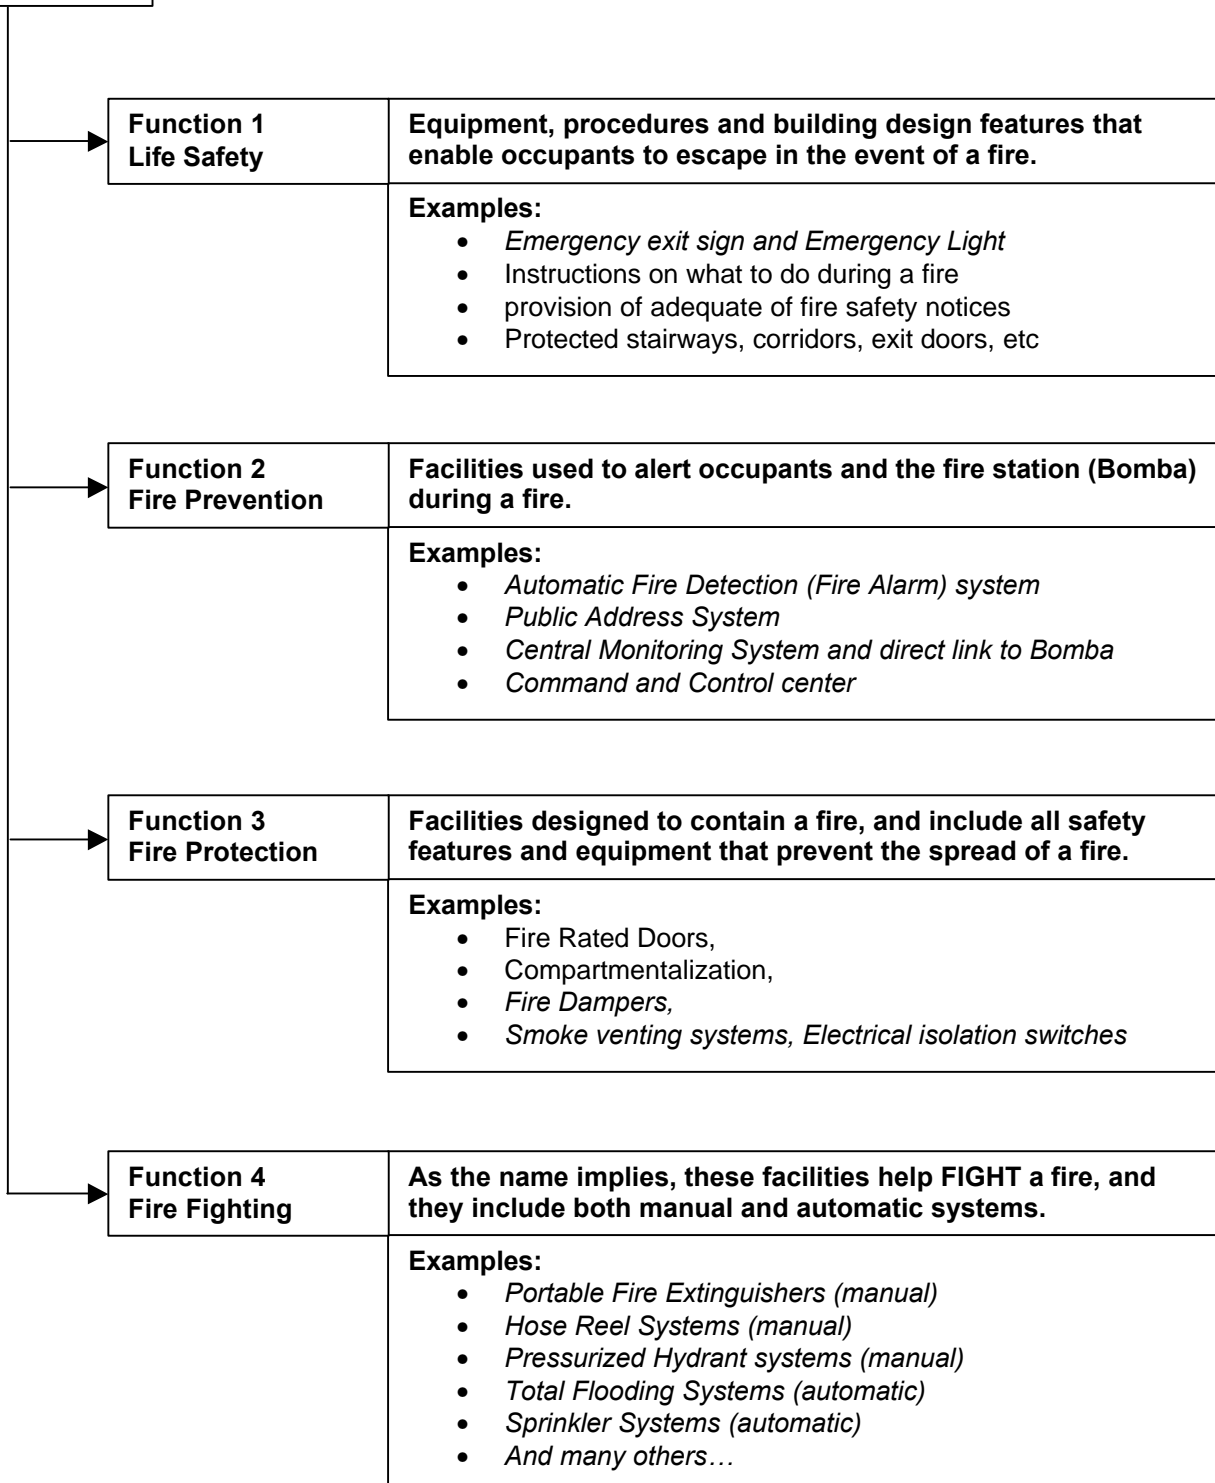 Function 1
Life Safety
Equipment, procedures and building design features that
enable occupants to escape in the event of a fire.
Examples:
• Emergency exit sign and Emergency Light
• Instructions on what to do during a fire
• provision of adequate of fire safety notices
• Protected stairways, corridors, exit doors, etc
Function 2
Fire Prevention
Facilities used to alert occupants and the fire station (Bomba)
during a fire.
Examples:
• Automatic Fire Detection (Fire Alarm) system
• Public Address System
• Central Monitoring System and direct link to Bomba
• Command and Control center
Function 3
Fire Protection
Facilities designed to contain a fire, and include all safety
features and equipment that prevent the spread of a fire.
Examples:
• Fire Rated Doors,
• Compartmentalization,
• Fire Dampers,
• Smoke venting systems, Electrical isolation switches
Function 4
Fire Fighting
As the name implies, these facilities help FIGHT a fire, and
they include both manual and automatic systems.
Examples:
• Portable Fire Extinguishers (manual)
• Hose Reel Systems (manual)
• Pressurized Hydrant systems (manual)
• Total Flooding Systems (automatic)
• Sprinkler Systems (automatic)
• And many others…